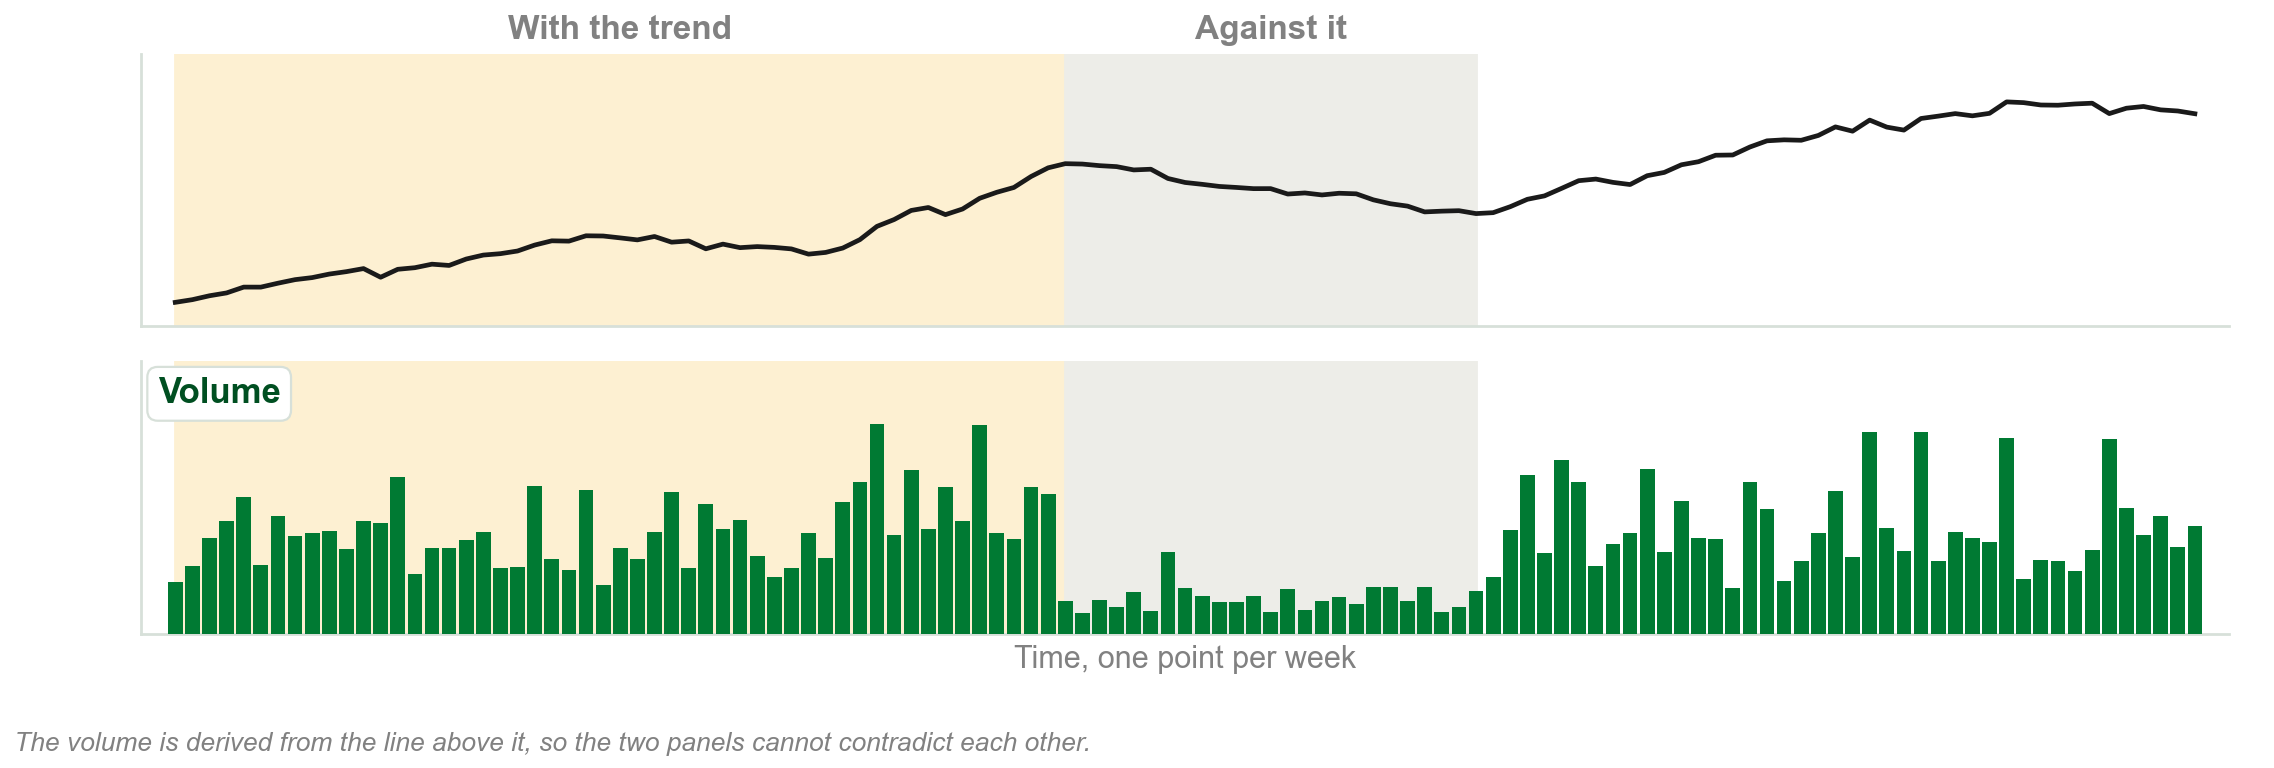 With the trend
Against it
Volume
Time, one point per week
The volume is derived from the line above it, so the two panels cannot contradict each other.